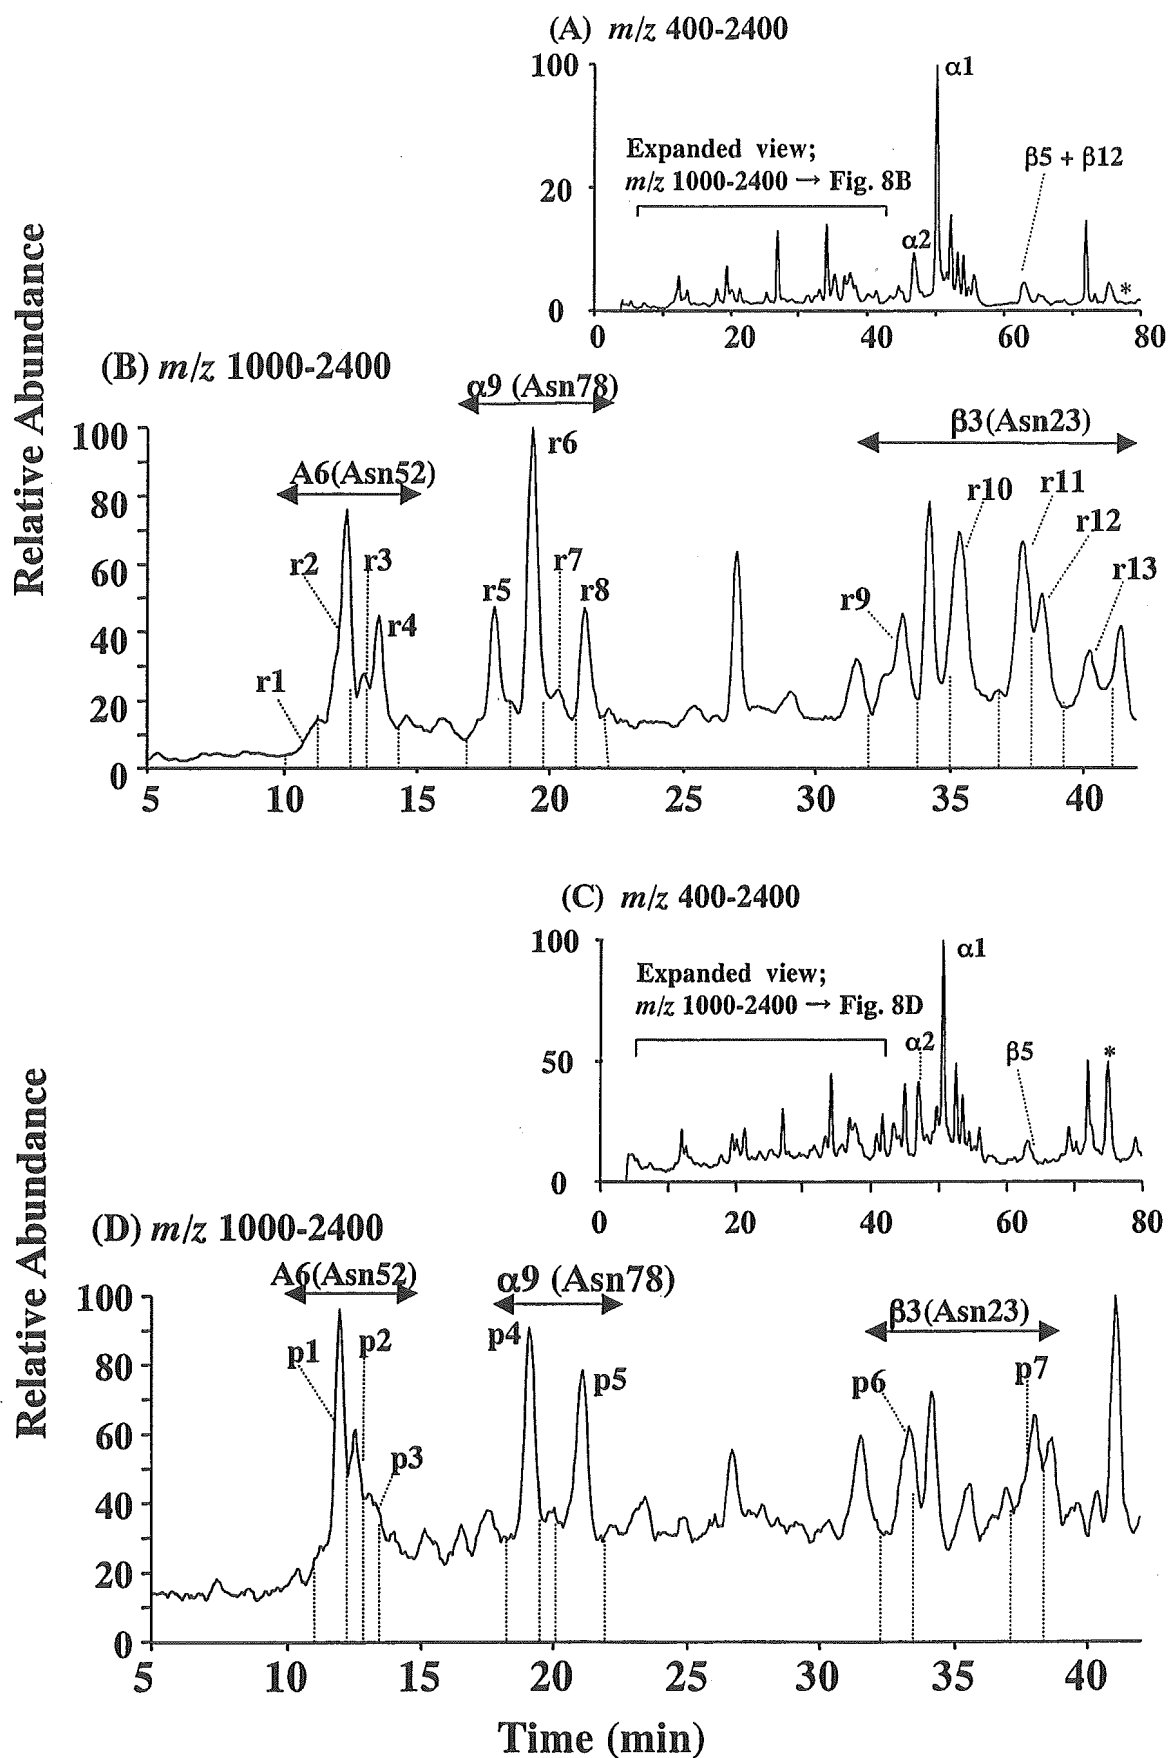 (A) m/z 400-2400
100
20
0
α1
Expanded view;
m/z 1000-2400 → Fig. 8B
β5 + β12
α2
*
0 20 40 60 80
Relative Abundance
(B) m/z 1000-2400
α9 (Asn78)
A6(Asn52)
β3(Asn23)
100
80
60
40
20
0
r1
r2
r3
r4
r5
r6
r7
r8
r9
r10
r11
r12
r13
5 10 15 20 25 30 35 40
(C) m/z 400-2400
100
50
0
α1
Expanded view;
m/z 1000-2400 → Fig. 8D
α2
β5
*
0 20 40 60 80
Relative Abundance
(D) m/z 1000-2400
A6(Asn52)
α9 (Asn78)
β3(Asn23)
100
80
60
40
20
0
p1
p2
p3
p4
p5
p6
p7
5 10 15 20 25 30 35 40
Time (min)